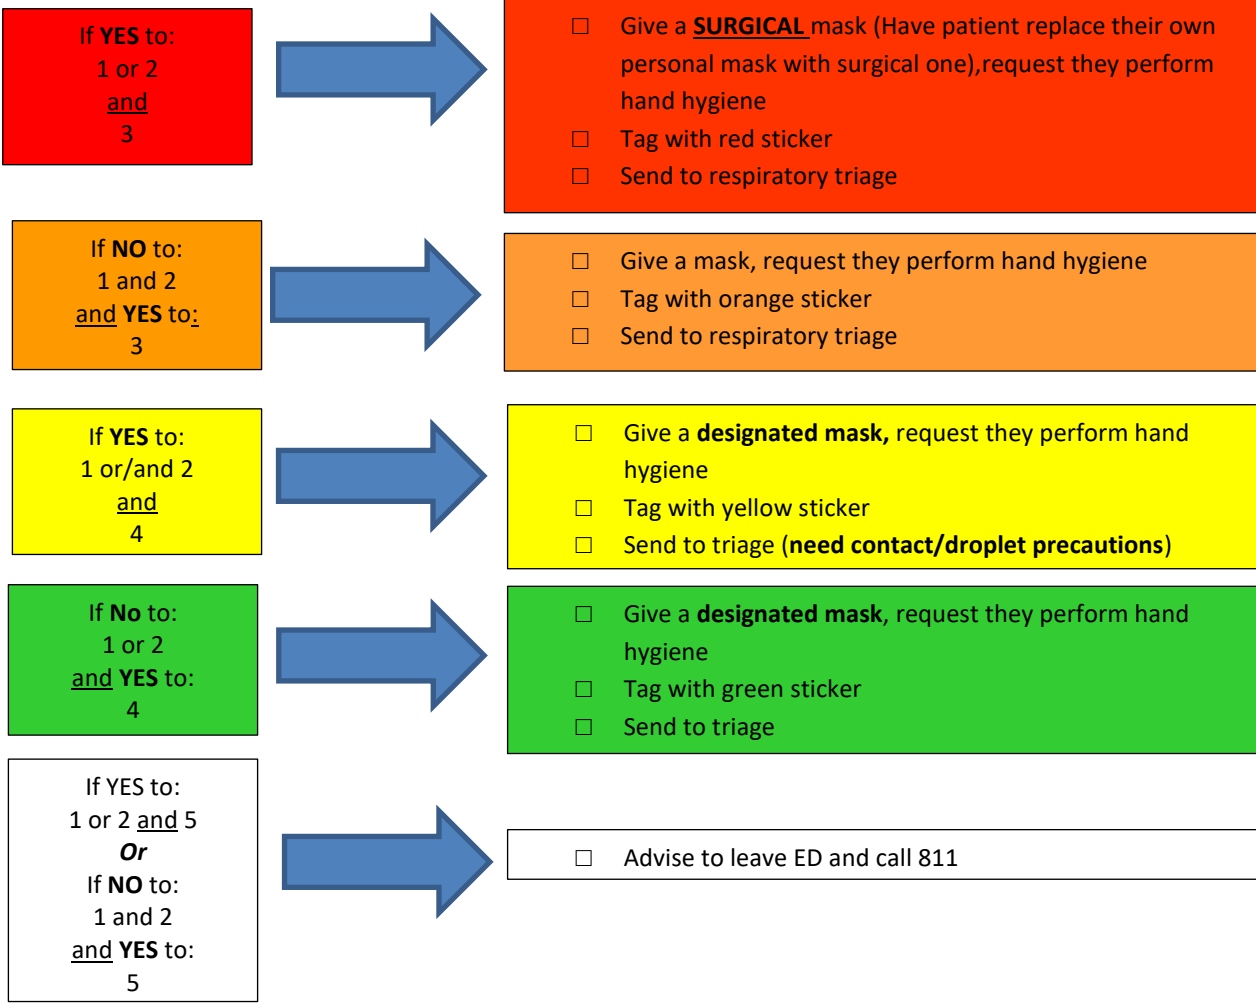 If YES to:
1 or 2
and
3
☐ Give a SURGICAL mask (Have patient replace their own
personal mask with surgical one),request they perform
hand hygiene
☐ Tag with red sticker
☐ Send to respiratory triage
If NO to:
1 and 2
and YES to:
3
☐ Give a mask, request they perform hand hygiene
☐ Tag with orange sticker
☐ Send to respiratory triage
If YES to:
1 or/and 2
and
4
☐ Give a designated mask, request they perform hand
hygiene
☐ Tag with yellow sticker
☐ Send to triage (need contact/droplet precautions)
If No to:
1 or 2
and YES to:
4
☐ Give a designated mask, request they perform hand
hygiene
☐ Tag with green sticker
☐ Send to triage
If YES to:
1 or 2 and 5
Or
If NO to:
1 and 2
and YES to:
5
☐ Advise to leave ED and call 811